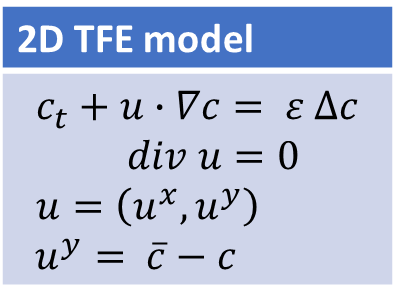 2D TFE model
c_t + u · ∇c = ε Δc
div u = 0
u = (u^x, u^y)
u^y = c̄ − c